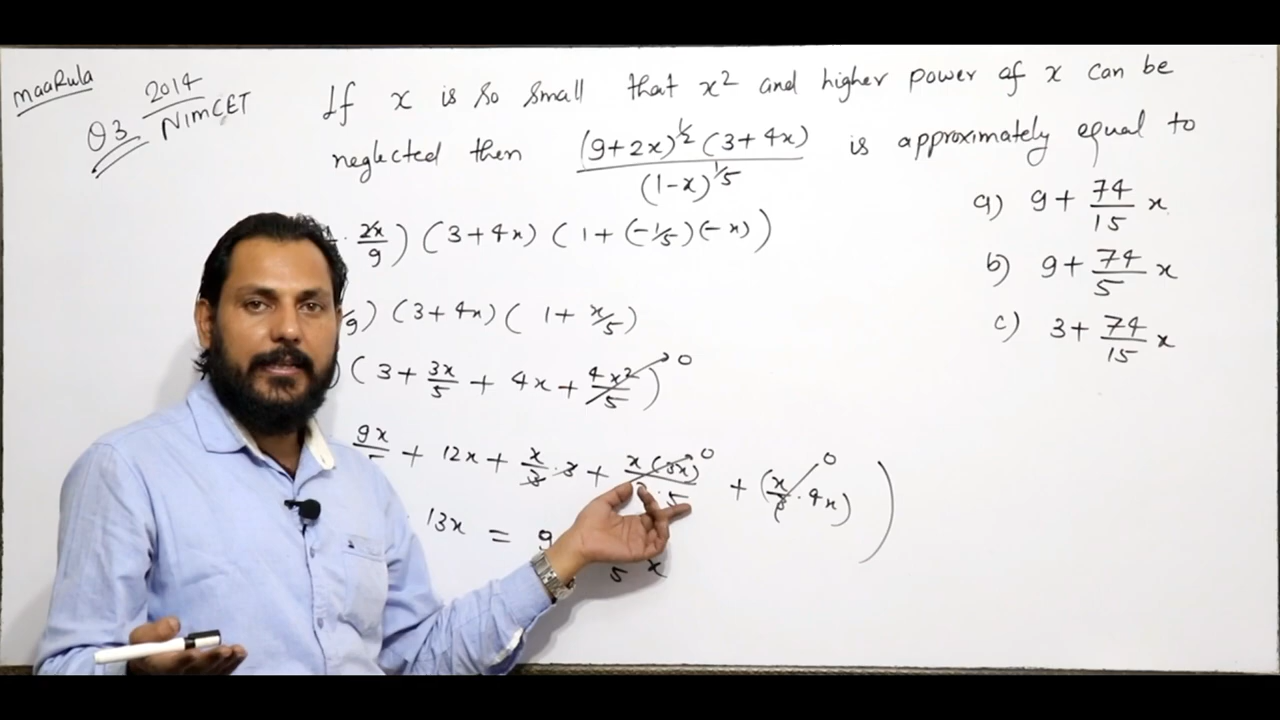 MaaRula
Q3 2014/NIMCET
If x is so small that x² and higher power of x can be
neglected then (9+2x)^½ (3+4x) / (1-x)^1/5 is approximately equal to
a) 9 + 74/15 x
b) 9 + 74/5 x
c) 3 + 74/15 x
· 2x/9 ) (3+4x) ( 1 + (-1/5) (-x) )
/9 ) (3+4x) ( 1 + x/5 )
) ( 3 + 3x/5 + 4x + 4x²/5 ) 0
9x/ + 12x + x/3 · 3 + x(3x)/ · 5 0 + ( x/3 · 4x ) 0 )
13x = 9 5 x